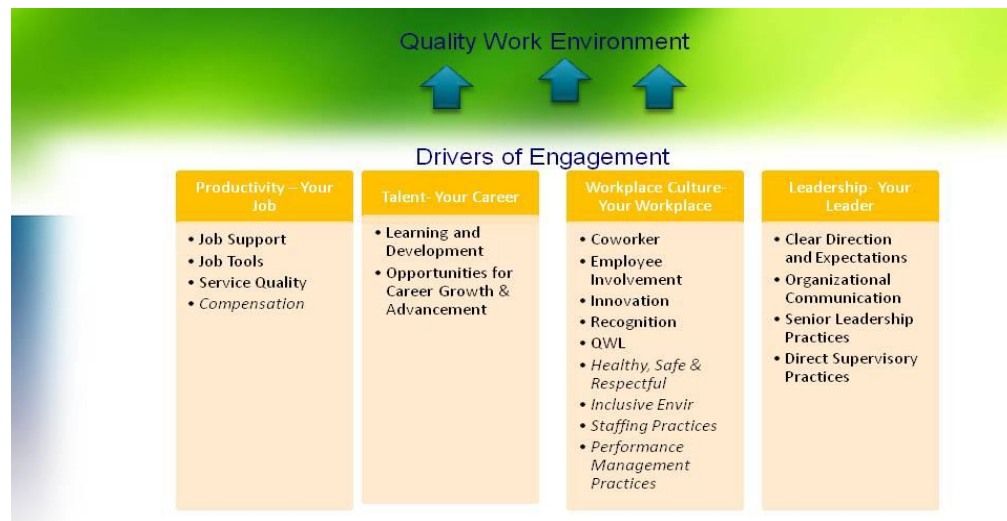 Quality Work Environment
Drivers of Engagement
Productivity – Your
Job
• Job Support
• Job Tools
• Service Quality
• Compensation
Talent- Your Career
• Learning and
Development
• Opportunities for
Career Growth &
Advancement
Workplace Culture-
Your Workplace
• Coworker
• Employee
Involvement
• Innovation
• Recognition
• QWL
• Healthy, Safe &
Respectful
• Inclusive Envir
• Staffing Practices
• Performance
Management
Practices
Leadership- Your
Leader
• Clear Direction
and Expectations
• Organizational
Communication
• Senior Leadership
Practices
• Direct Supervisory
Practices